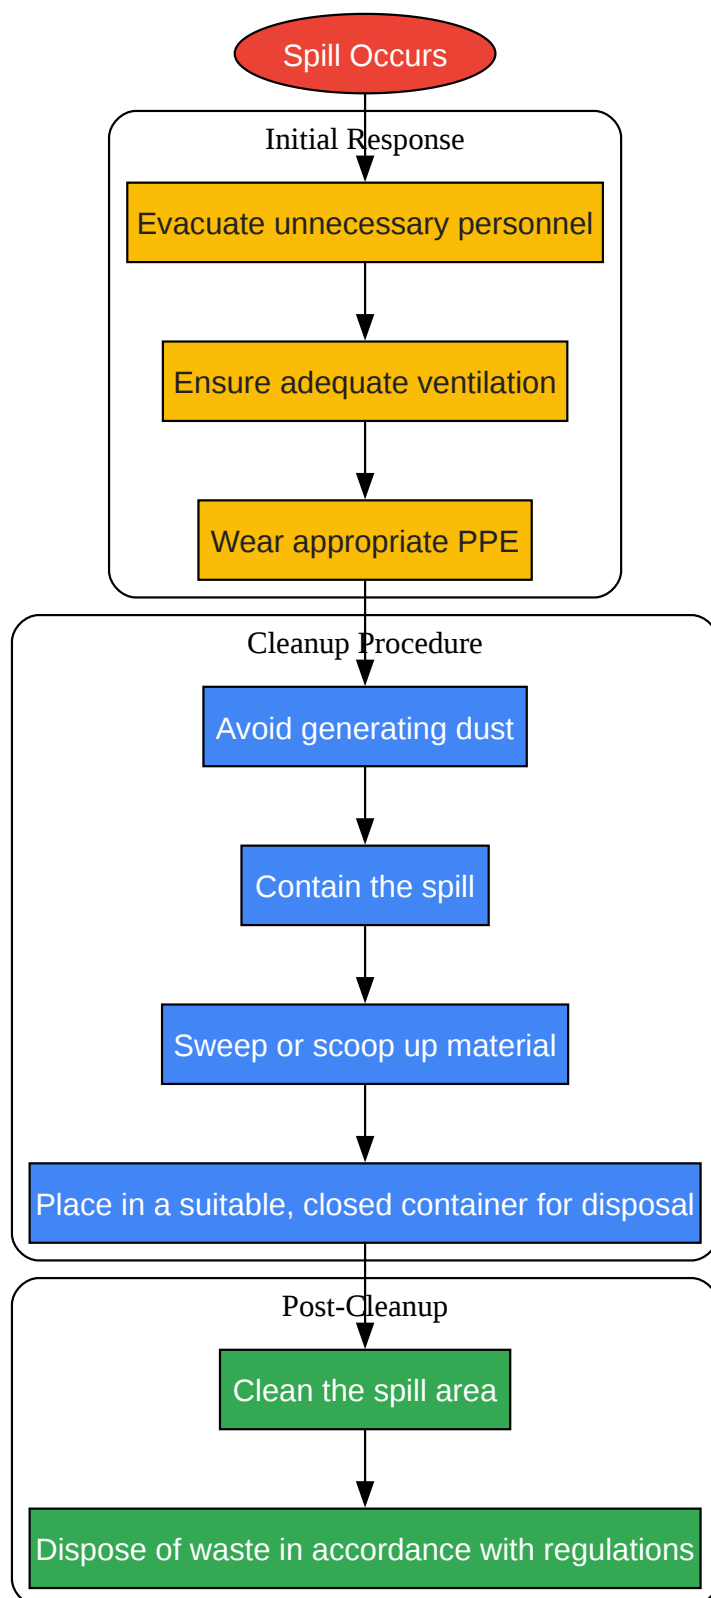 Spill Occurs
Initial Response
Evacuate unnecessary personnel
Ensure adequate ventilation
Wear appropriate PPE
Cleanup Procedure
Avoid generating dust
Contain the spill
Sweep or scoop up material
Place in a suitable, closed container for disposal
Post-Cleanup
Clean the spill area
Dispose of waste in accordance with regulations